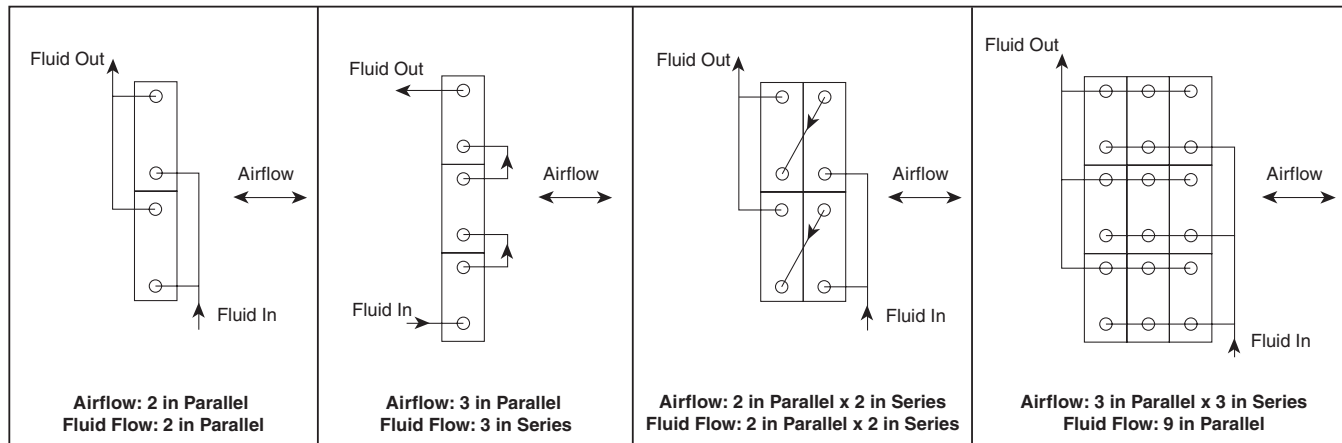 Fluid Out
Airflow
Fluid In
Airflow: 2 in Parallel
Fluid Flow: 2 in Parallel
Fluid Out
Airflow
Fluid In
Airflow: 3 in Parallel
Fluid Flow: 3 in Series
Fluid Out
Airflow
Fluid In
Airflow: 2 in Parallel x 2 in Series
Fluid Flow: 2 in Parallel x 2 in Series
Fluid Out
Airflow
Fluid In
Airflow: 3 in Parallel x 3 in Series
Fluid Flow: 9 in Parallel